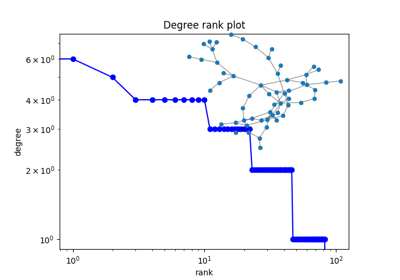 Degree rank plot
degree
6 × 10⁰
4 × 10⁰
3 × 10⁰
2 × 10⁰
10⁰
10⁰ 10¹ 10²
rank